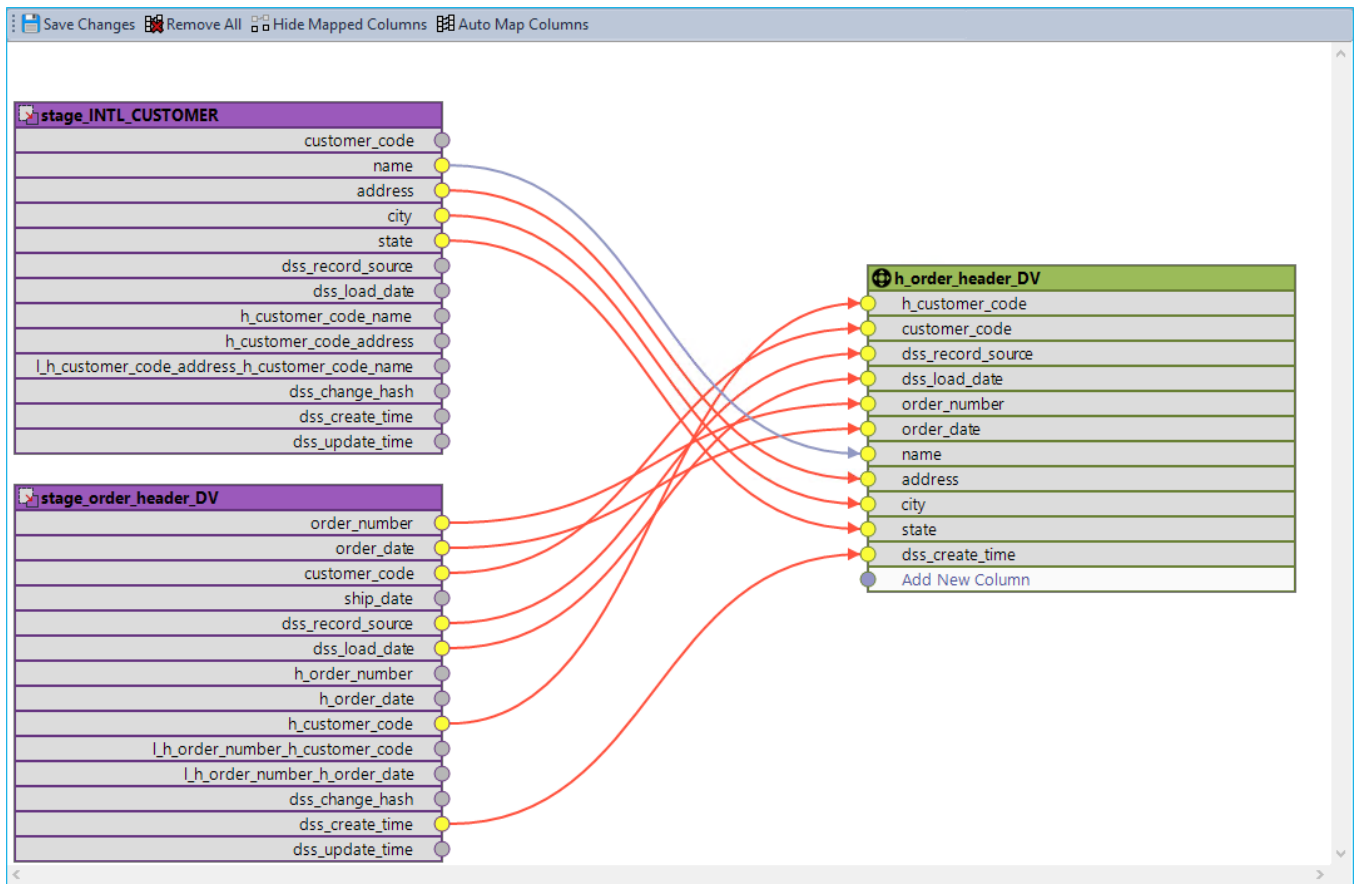 Save Changes Remove All Hide Mapped Columns Auto Map Columns
stage_INTL_CUSTOMER
customer_code
name
address
city
state
dss_record_source
dss_load_date
h_customer_code_name
h_customer_code_address
l_h_customer_code_address_h_customer_code_name
dss_change_hash
dss_create_time
dss_update_time
stage_order_header_DV
order_number
order_date
customer_code
ship_date
dss_record_source
dss_load_date
h_order_number
h_order_date
h_customer_code
l_h_order_number_h_customer_code
l_h_order_number_h_order_date
dss_change_hash
dss_create_time
dss_update_time
h_order_header_DV
h_customer_code
customer_code
dss_record_source
dss_load_date
order_number
order_date
name
address
city
state
dss_create_time
Add New Column